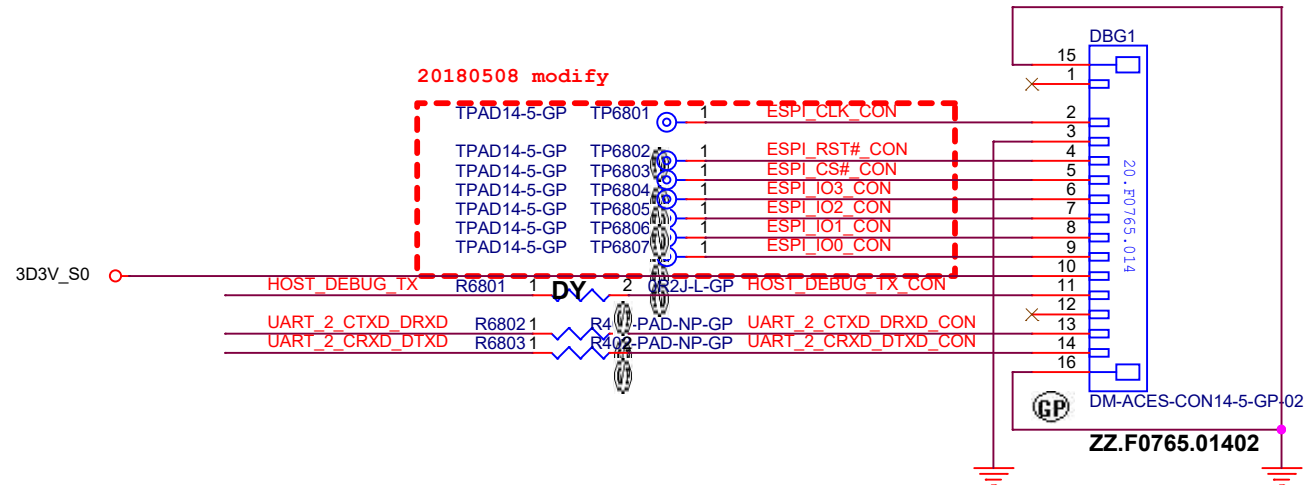 DBG1
15
1
20180508 modify
TPAD14-5-GP TP6801 1 ESPI_CLK_CON 2
3
TPAD14-5-GP TP6802 1 ESPI_RST#_CON 4
TPAD14-5-GP TP6803 1 ESPI_CS#_CON 5
TPAD14-5-GP TP6804 1 ESPI_IO3_CON 6
TPAD14-5-GP TP6805 1 ESPI_IO2_CON 7
TPAD14-5-GP TP6806 1 ESPI_IO1_CON 8
TPAD14-5-GP TP6807 1 ESPI_IO0_CON 9
20.F0765.014
3D3V_S0 10
HOST_DEBUG_TX R6801 1 DY 2 0R2J-L-GP HOST_DEBUG_TX_CON 11
12
UART_2_CTXD_DRXD R6802 1 UART_2_CTXD_DRXD_CON 13
UART_2_CRXD_DTXD R6803 1 R402-PAD-NP-GP UART_2_CRXD_DTXD_CON 14
16
GP DM-ACES-CON14-5-GP-02
ZZ.F0765.01402